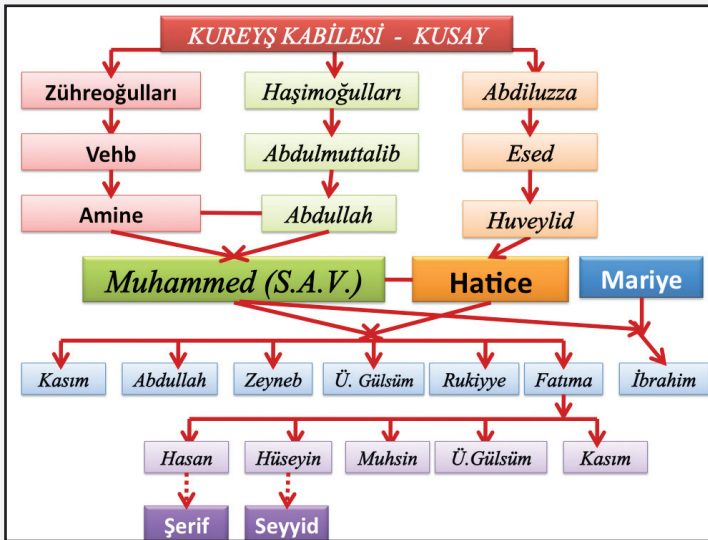 KUREYŞ KABİLESİ - KUSAY
Zühreoğulları
Haşimoğulları
Abdiluzza
Vehb
Abdulmuttalib
Esed
Amine
Abdullah
Huveylid
Muhammed (S.A.V.)
Hatice
Mariye
Kasım
Abdullah
Zeyneb
Ü. Gülsüm
Rukiyye
Fatıma
İbrahim
Hasan
Hüseyin
Muhsin
Ü.Gülsüm
Kasım
Şerif
Seyyid